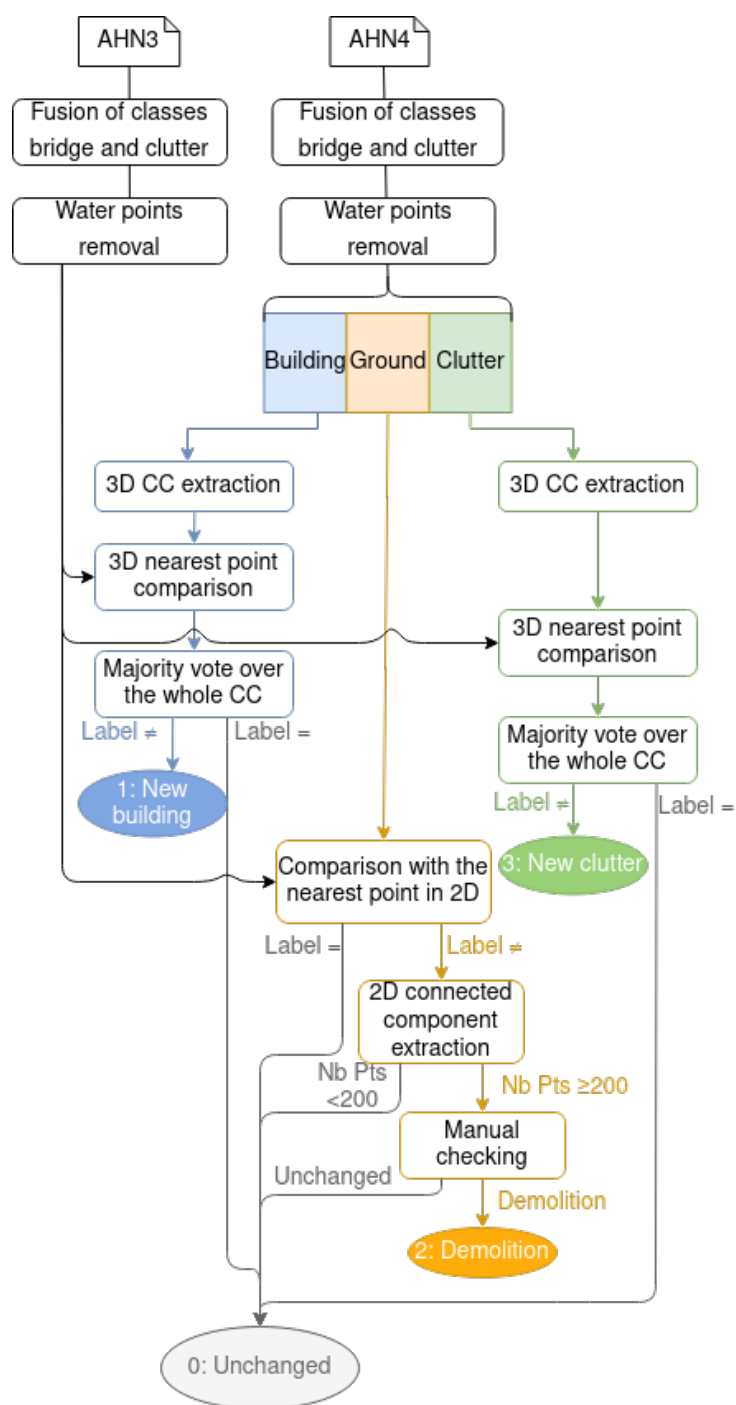 AHN3
AHN4
Fusion of classes
bridge and clutter
Fusion of classes
bridge and clutter
Water points
removal
Water points
removal
Building
Ground
Clutter
3D CC extraction
3D CC extraction
3D nearest point
comparison
3D nearest point
comparison
Majority vote over
the whole CC
Majority vote over
the whole CC
Label ≠
Label =
1: New
building
Label ≠
Label =
3: New clutter
Comparison with the
nearest point in 2D
Label =
Label ≠
2D connected
component
extraction
Nb Pts
<200
Nb Pts ≥200
Manual
checking
Unchanged
Demolition
2: Demolition
0: Unchanged